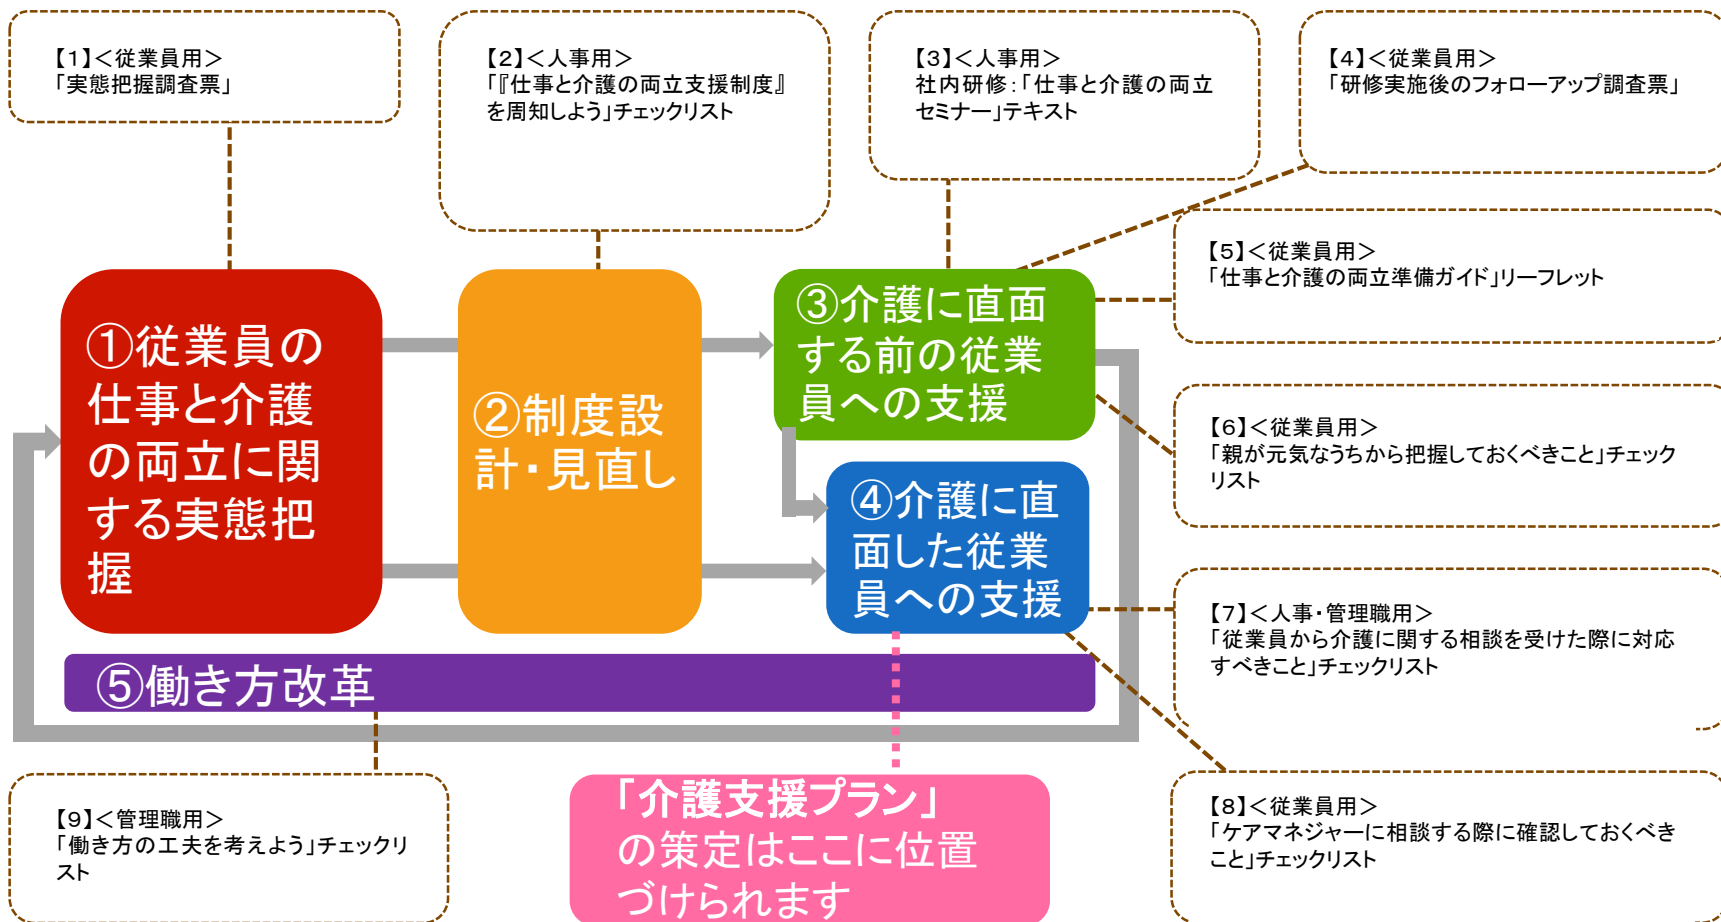 【1】＜従業員用＞
「実態把握調査票」
【2】＜人事用＞
「『仕事と介護の両立支援制度』
を周知しよう」チェックリスト
【3】＜人事用＞
社内研修：「仕事と介護の両立
セミナー」テキスト
【4】＜従業員用＞
「研修実施後のフォローアップ調査票」
【5】＜従業員用＞
「仕事と介護の両立準備ガイド」リーフレット
①従業員の
仕事と介護
の両立に関
する実態把
握
②制度設
計・見直し
③介護に直面
する前の従業
員への支援
④介護に直
面した従業
員への支援
【6】＜従業員用＞
「親が元気なうちから把握しておくべきこと」チェック
リスト
【7】＜人事・管理職用＞
「従業員から介護に関する相談を受けた際に対応
すべきこと」チェックリスト
⑤働き方改革
【9】＜管理職用＞
「働き方の工夫を考えよう」チェックリ
スト
「介護支援プラン」
の策定はここに位置
づけられます
【8】＜従業員用＞
「ケアマネジャーに相談する際に確認しておくべき
こと」チェックリスト